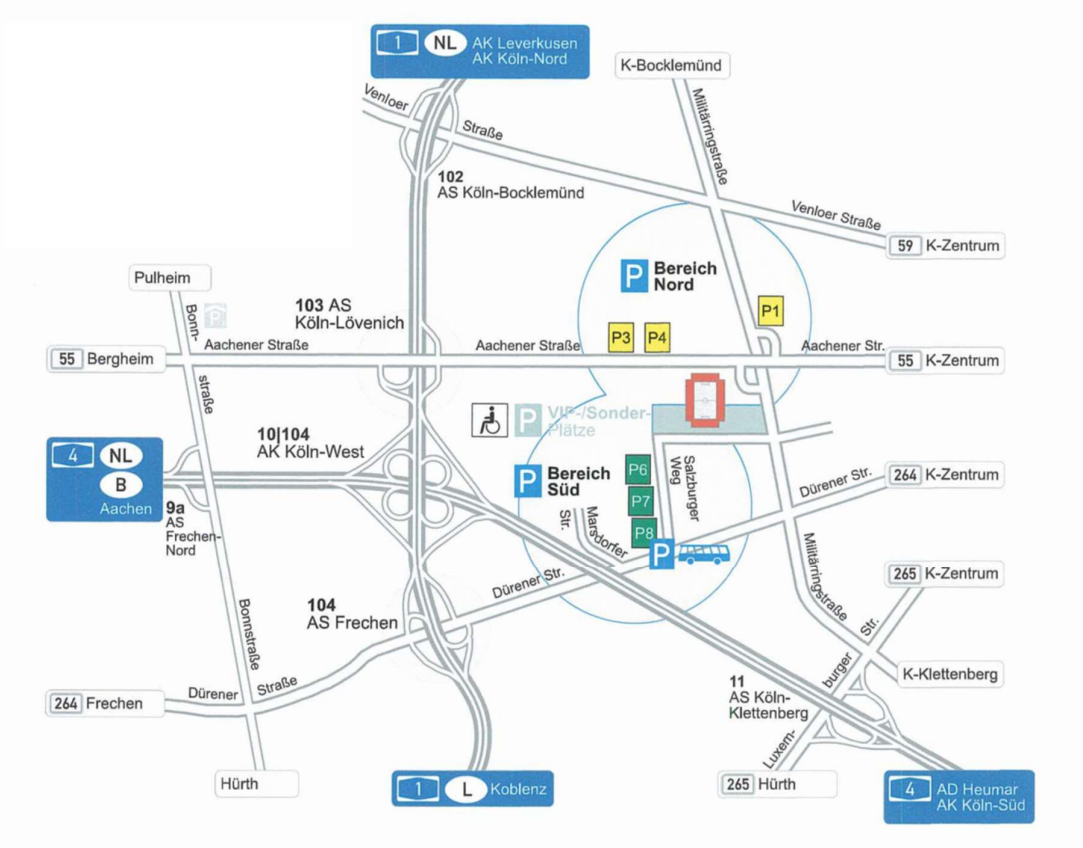 1 NL AK Leverkusen
AK Köln-Nord
K-Bocklemünd
Venloer
Straße
Militärringstraße
102
AS Köln-Bocklemünd
Venloer Straße
59 K-Zentrum
Pulheim
P Bereich
Nord
Bonn-
straße
P
103 AS
Köln-Lövenich
P1
P3 P4
55 Bergheim
Aachener Straße
Aachener Straße
Aachener Str.
55 K-Zentrum
P VIP-/Sonder-
Plätze
10|104
AK Köln-West
4 NL
B
Aachen
P Bereich
Süd
P6
P7
P8
Salzburger
Weg
Dürener Str.
264 K-Zentrum
9a
AS
Frechen-
Nord
Marsdorfer
Str.
P
Militärringstraße
265 K-Zentrum
Dürener Str.
104
AS Frechen
Bonnstraße
Luxem-
burger
Str.
K-Klettenberg
264 Frechen
Dürener
Straße
11
AS Köln-
Klettenberg
Hürth
1 L Koblenz
265 Hürth
4 AD Heumar
AK Köln-Süd